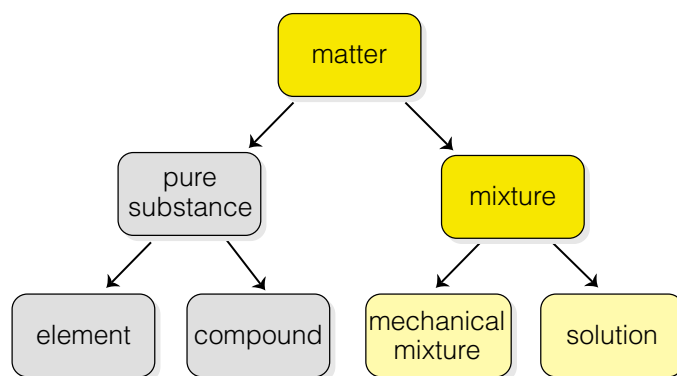 matter
pure
substance
mixture
element
compound
mechanical
mixture
solution